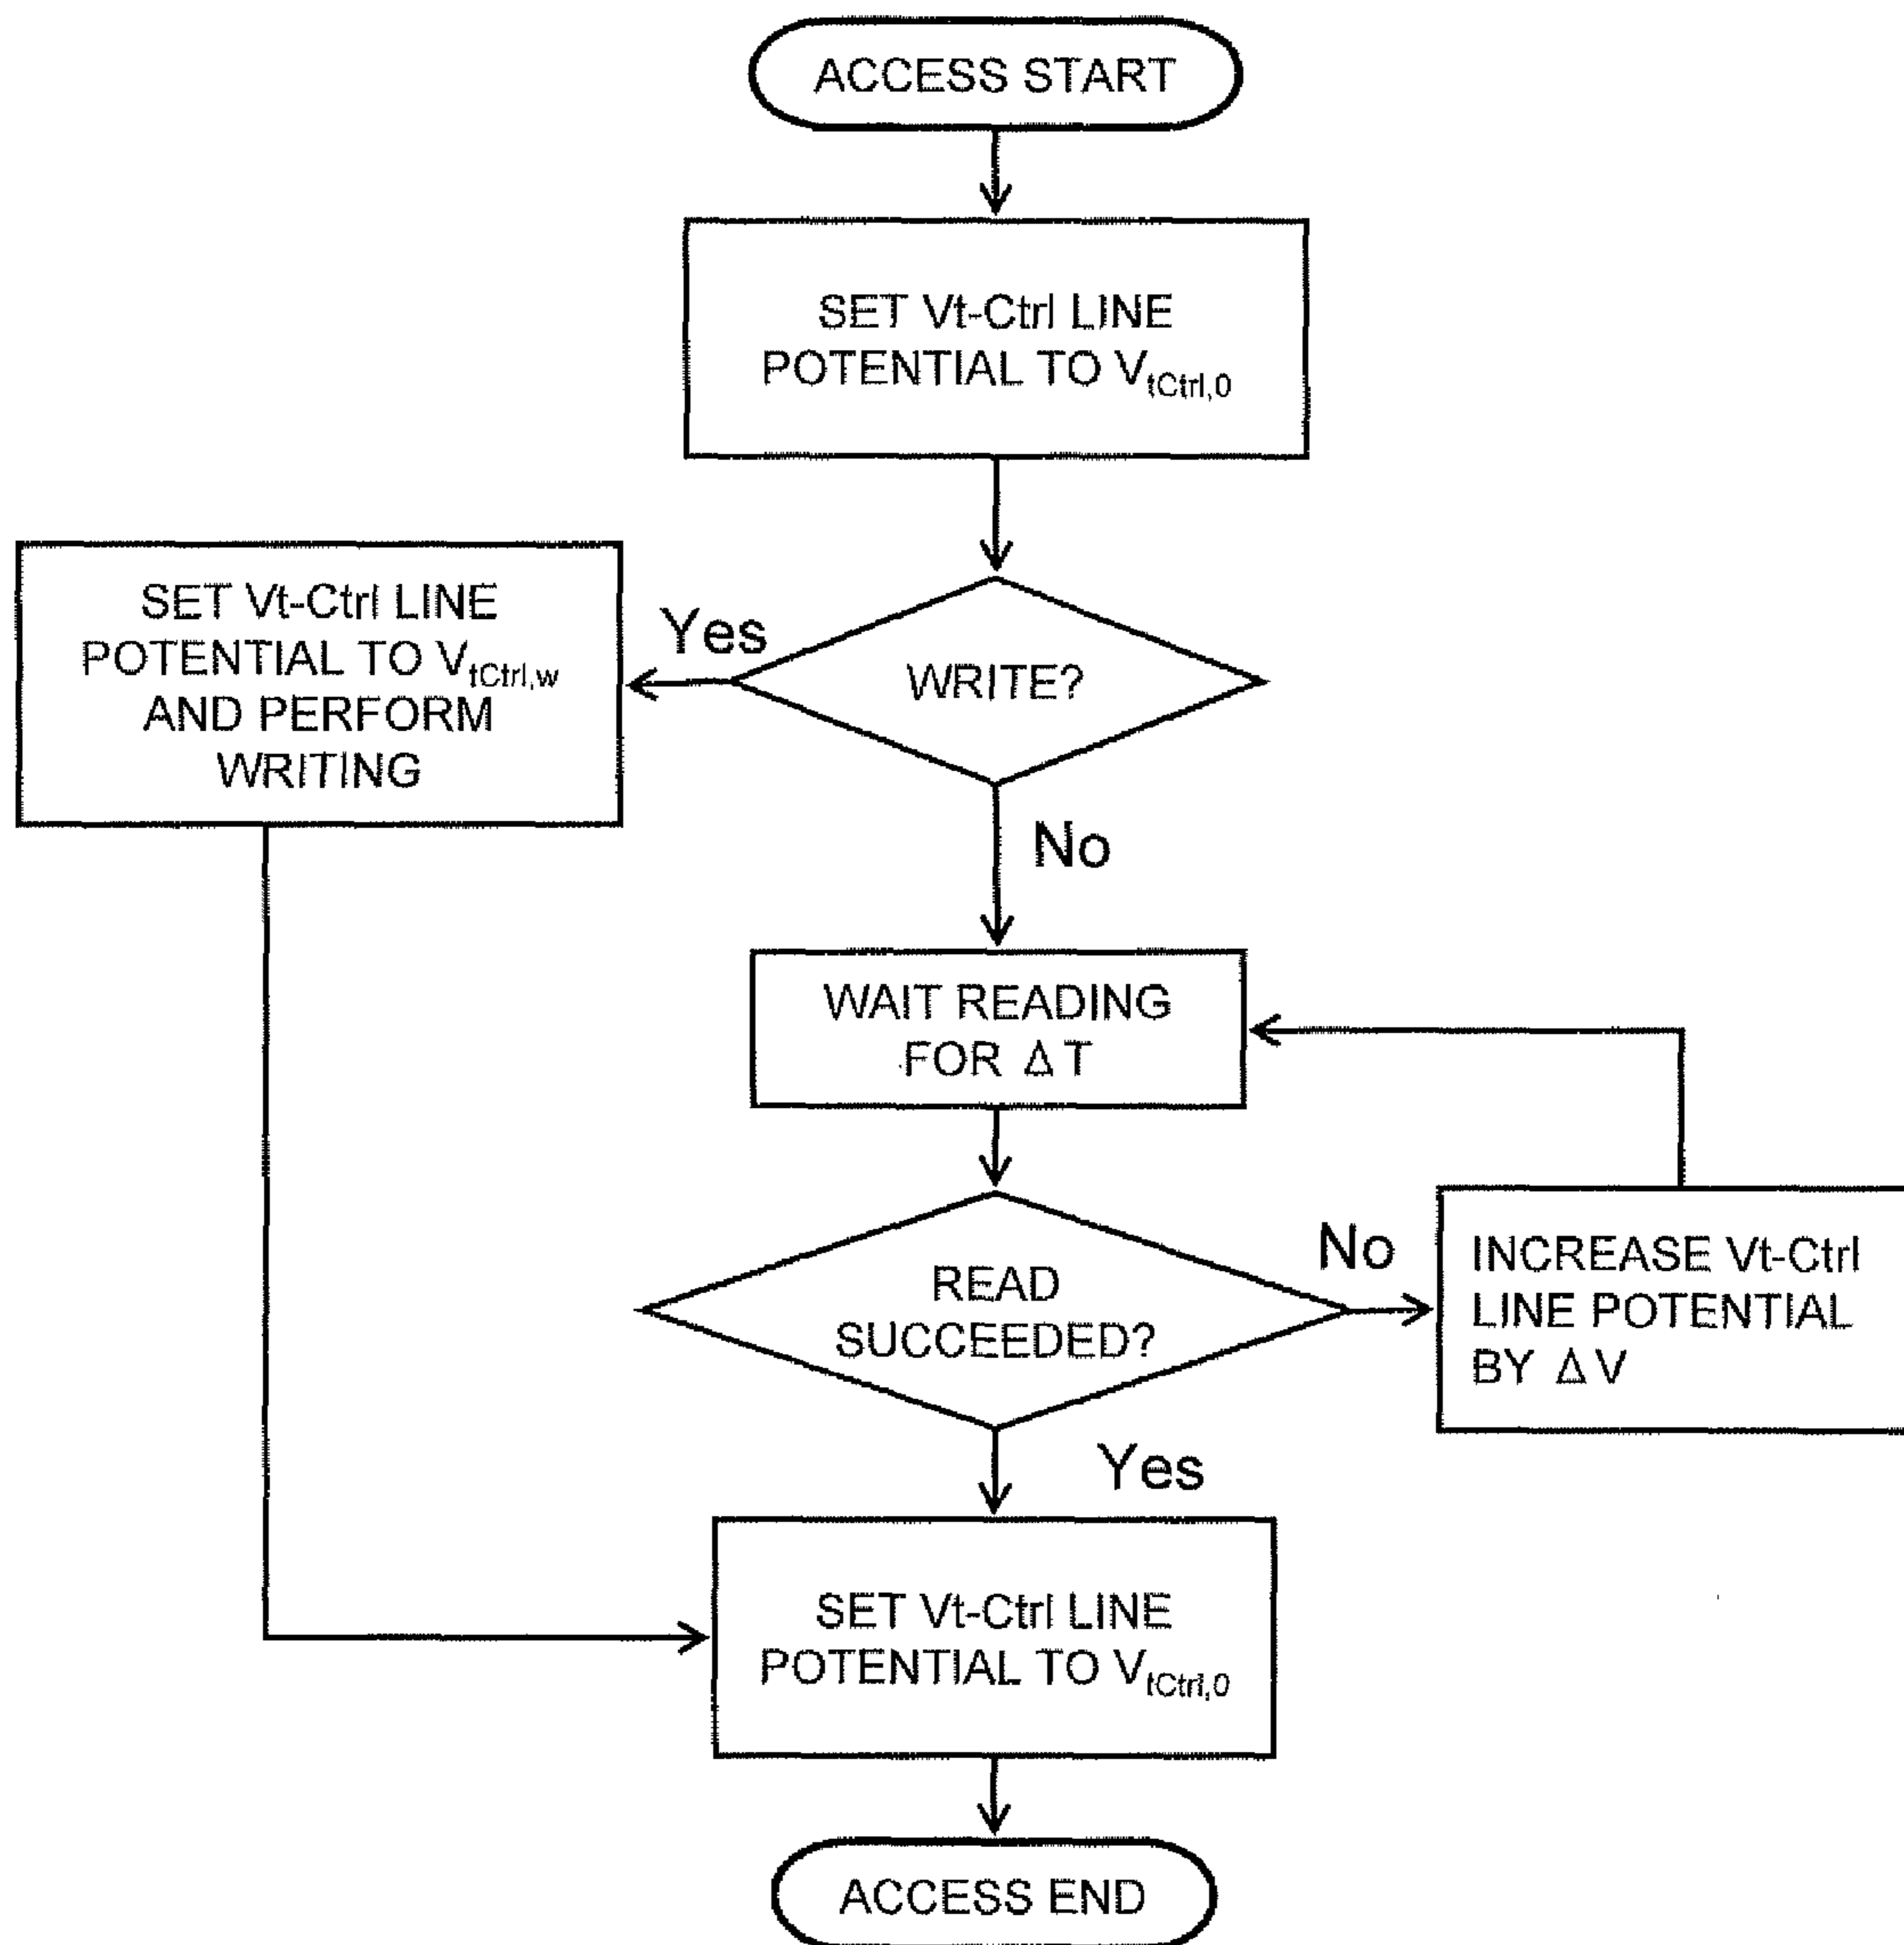 ACCESS START
SET Vt-Ctrl LINE
POTENTIAL TO VtCtrl,0
SET Vt-Ctrl LINE
POTENTIAL TO VtCtrl,w
AND PERFORM
WRITING
Yes
WRITE?
No
WAIT READING
FOR Δ T
READ
SUCCEEDED?
No
INCREASE Vt-Ctrl
LINE POTENTIAL
BY Δ V
Yes
SET Vt-Ctrl LINE
POTENTIAL TO VtCtrl,0
ACCESS END